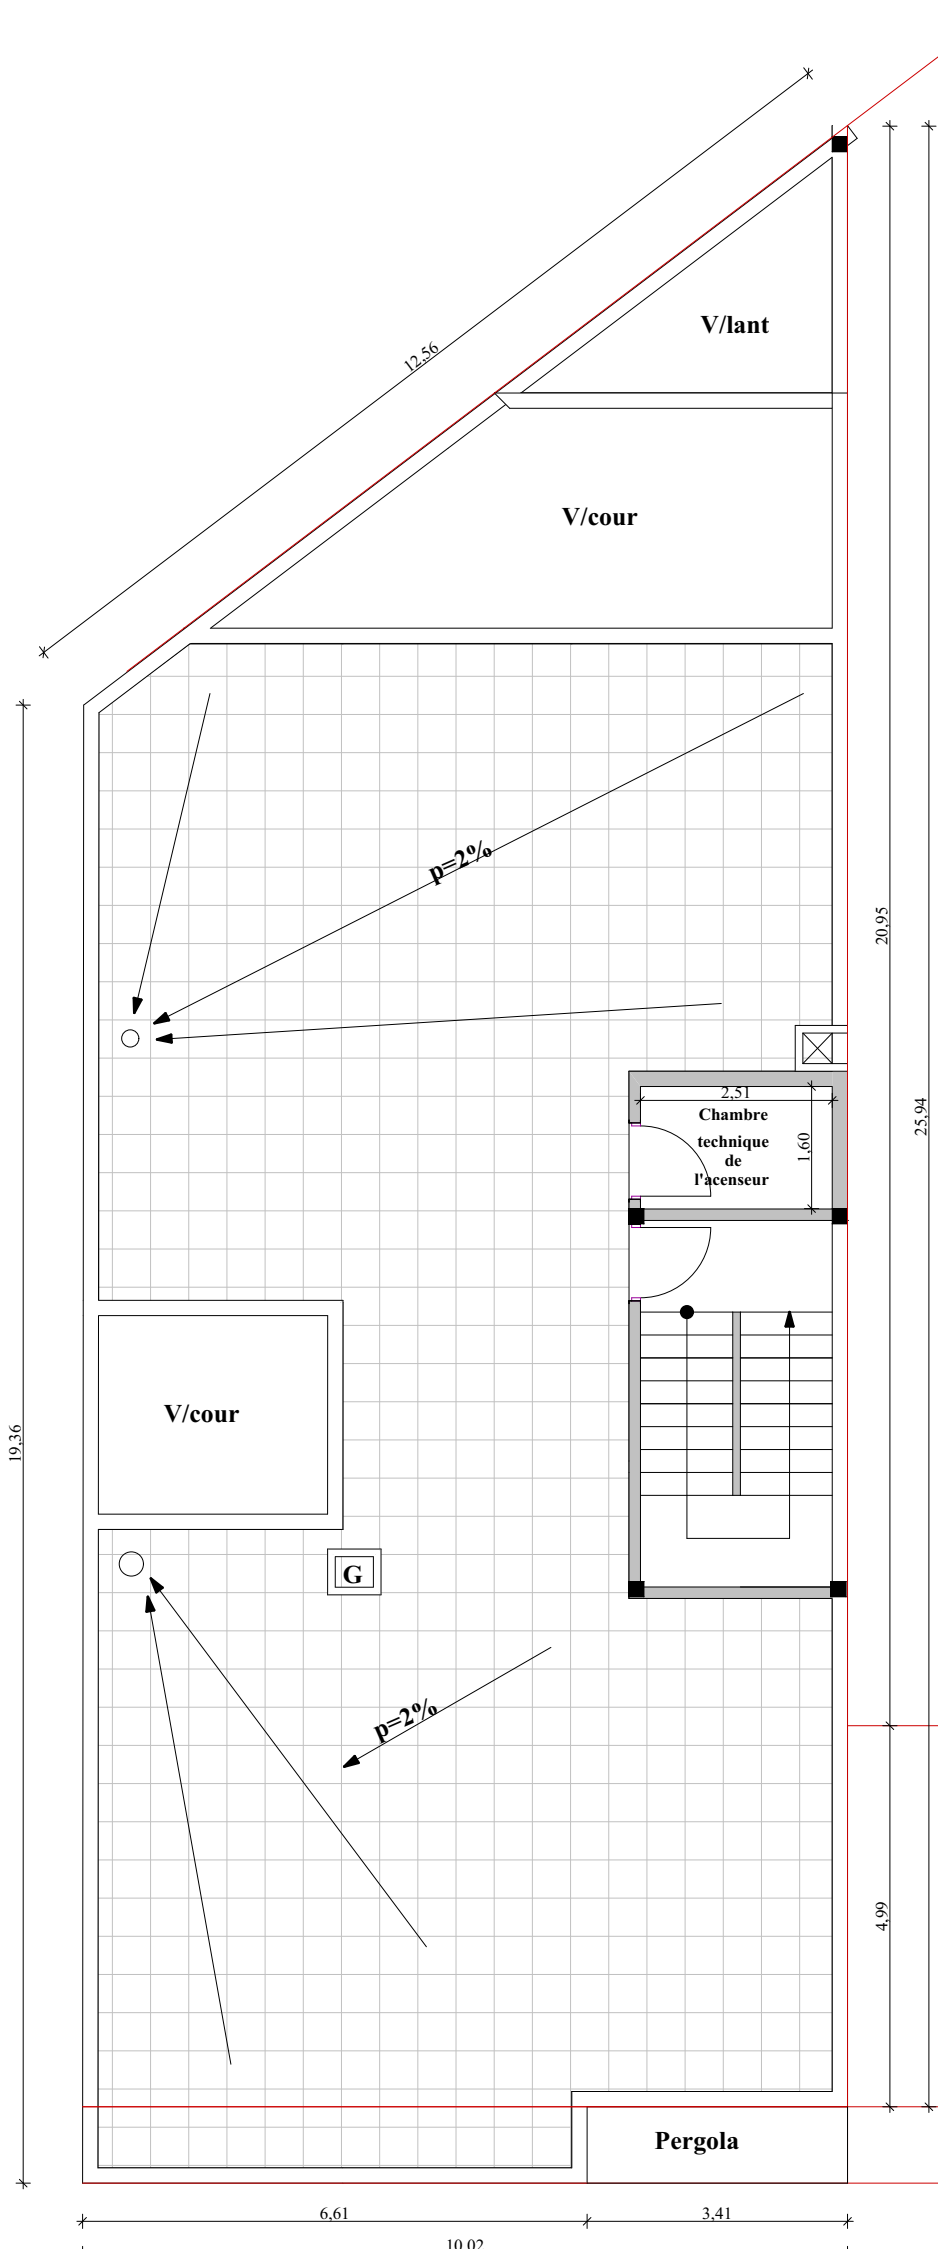 12,56
V/lant
V/cour
p=2%
20,95
25,94
2,51
Chambre
technique
de
l'acenseur
1,60
V/cour
19,36
G
p=2%
4,99
Pergola
6,61
3,41
10,02